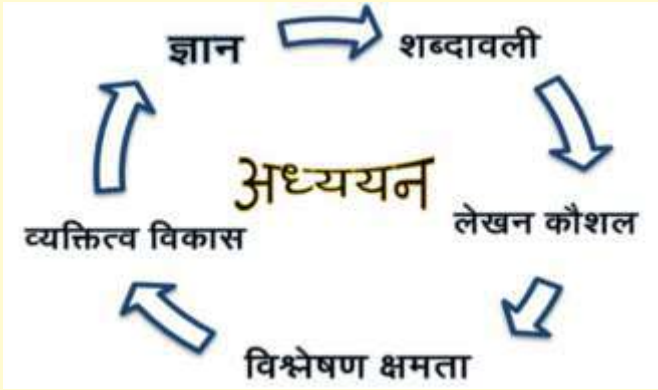 ज्ञान
शब्दावली
अध्ययन
व्यक्तित्व विकास
लेखन कौशल
विश्लेषण क्षमता